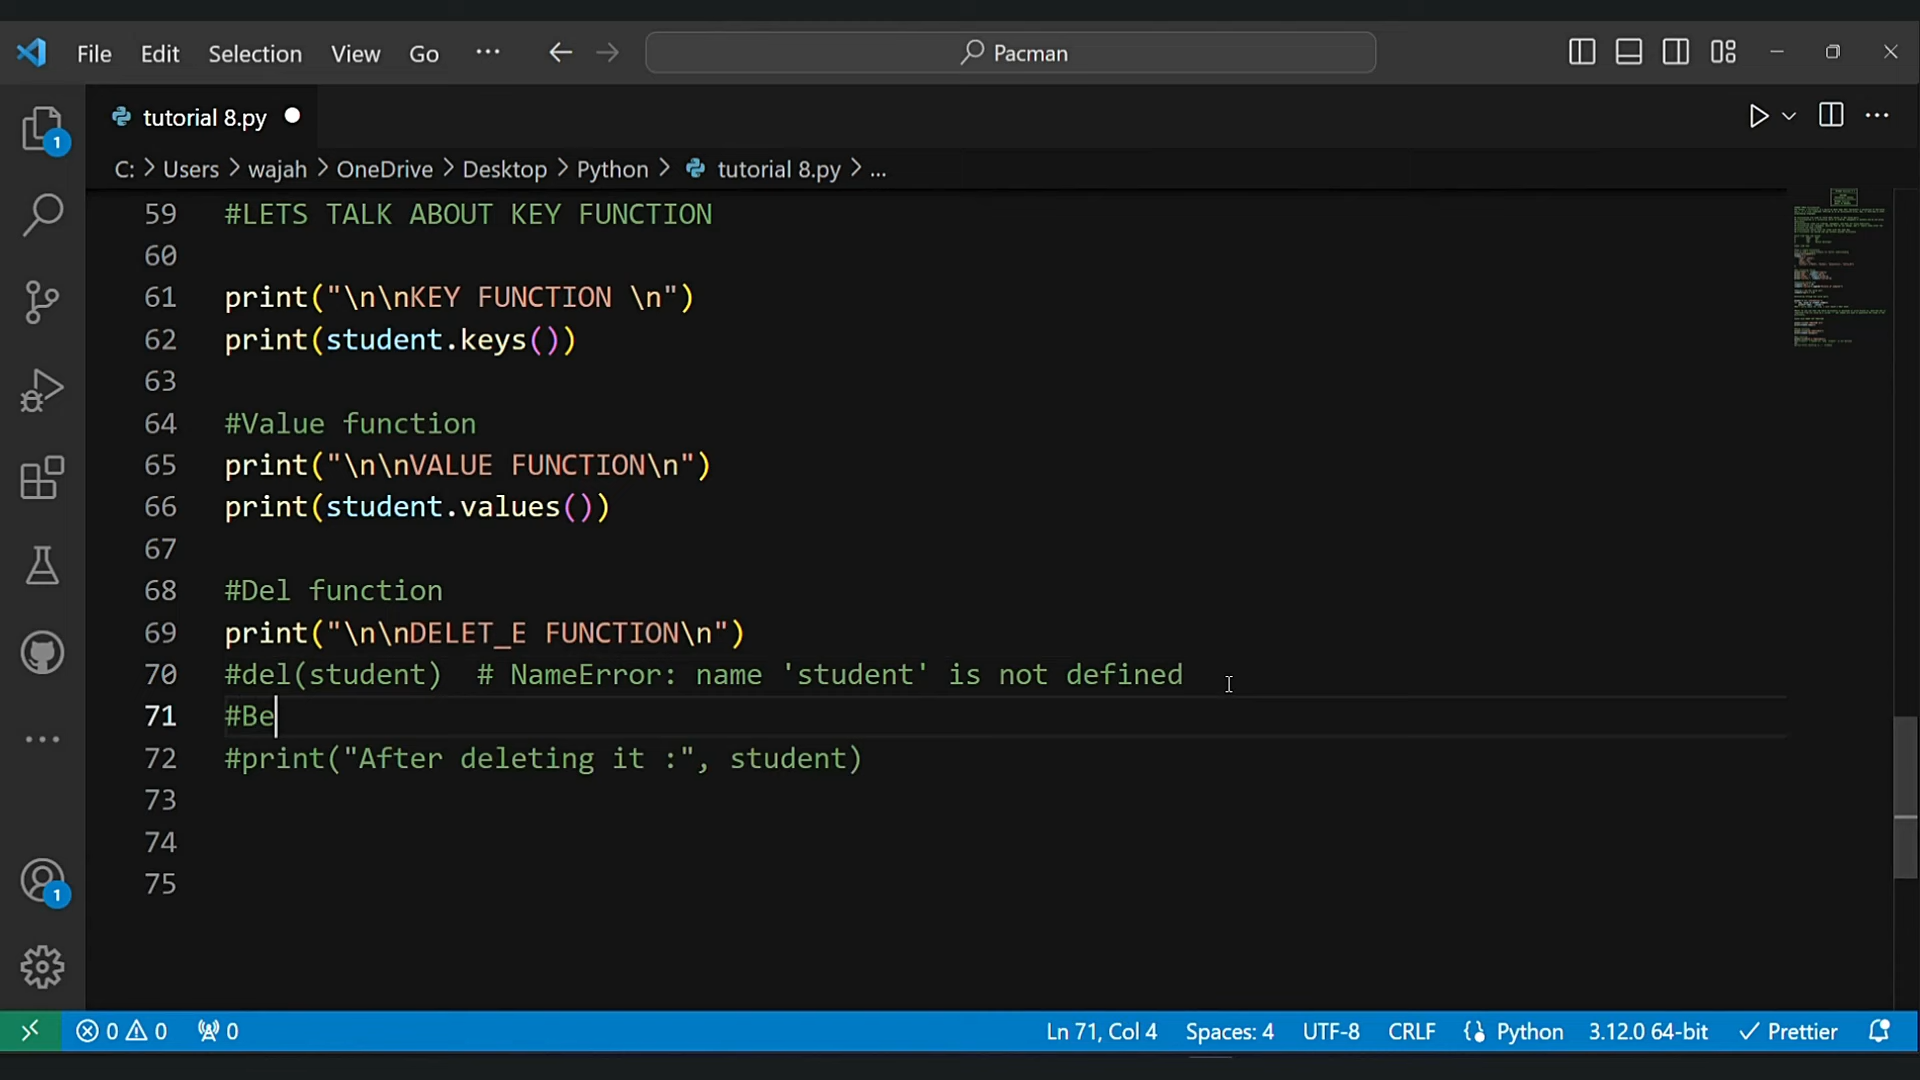 File Edit Selection View Go ··· Pacman
tutorial 8.py
C: > Users > wajah > OneDrive > Desktop > Python > tutorial 8.py > ...
59 #LETS TALK ABOUT KEY FUNCTION
60
61 print("\n\nKEY FUNCTION \n")
62 print(student.keys())
63
64 #Value function
65 print("\n\nVALUE FUNCTION\n")
66 print(student.values())
67
68 #Del function
69 print("\n\nDELET_E FUNCTION\n")
70 #del(student)  # NameError: name 'student' is not defined
71 #Be
72 #print("After deleting it :", student)
73
74
75
1
1
0 0 0 Ln 71, Col 4 Spaces: 4 UTF-8 CRLF Python 3.12.0 64-bit Prettier